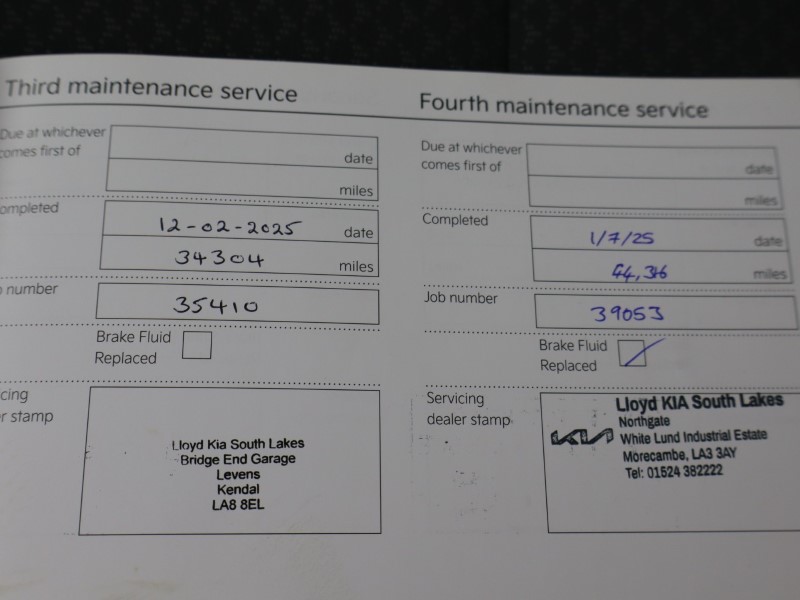 Third maintenance service
Due at whichever
comes first of
date
miles
ompleted
12-02-2025 date
34304 miles
number
35410
Brake Fluid
Replaced
cing
r stamp
Lloyd Kia South Lakes
Bridge End Garage
Levens
Kendal
LA8 8EL
Fourth maintenance service
Due at whichever
comes first of
date
miles
Completed
1/7/25 date
miles
Job number
39053
Brake Fluid
Replaced
Servicing
dealer stamp
KIA
Lloyd KIA South Lakes
Northgate
White Lund Industrial Estate
Morecambe, LA3 3AY
Tel: 01524 382222